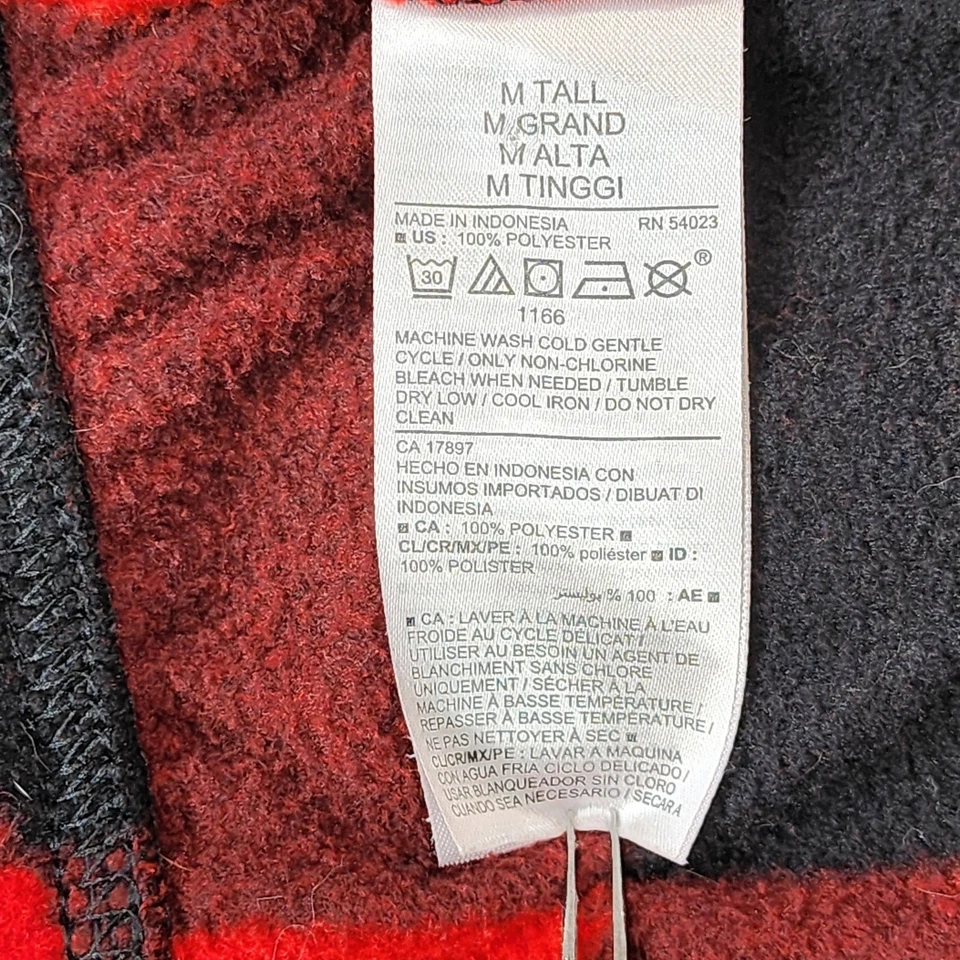 M TALL
M GRAND
M ALTA
M TINGGI
MADE IN INDONESIA RN 54023
US : 100% POLYESTER
30 ®
1166
MACHINE WASH COLD GENTLE
CYCLE / ONLY NON-CHLORINE
BLEACH WHEN NEEDED / TUMBLE
DRY LOW / COOL IRON / DO NOT DRY
CLEAN
CA 17897
HECHO EN INDONESIA CON
INSUMOS IMPORTADOS / DIBUAT DI
INDONESIA
CA : 100% POLYESTER
CL/CR/MX/PE : 100% poliéster ID :
100% POLISTER
AE : 100 % بوليستر
CA : LAVER À LA MACHINE À L'EAU
FROIDE AU CYCLE DÉLICAT /
UTILISER AU BESOIN UN AGENT DE
BLANCHIMENT SANS CHLORE
UNIQUEMENT / SÉCHER À LA
MACHINE À BASSE TEMPÉRATURE /
REPASSER À BASSE TEMPÉRATURE /
NE PAS NETTOYER À SEC
CL/CR/MX/PE : LAVAR A MAQUINA
CON AGUA FRIA CICLO DELICADO /
USAR BLANQUEADOR SIN CLORO
CUANDO SEA NECESARIO / SECAR A